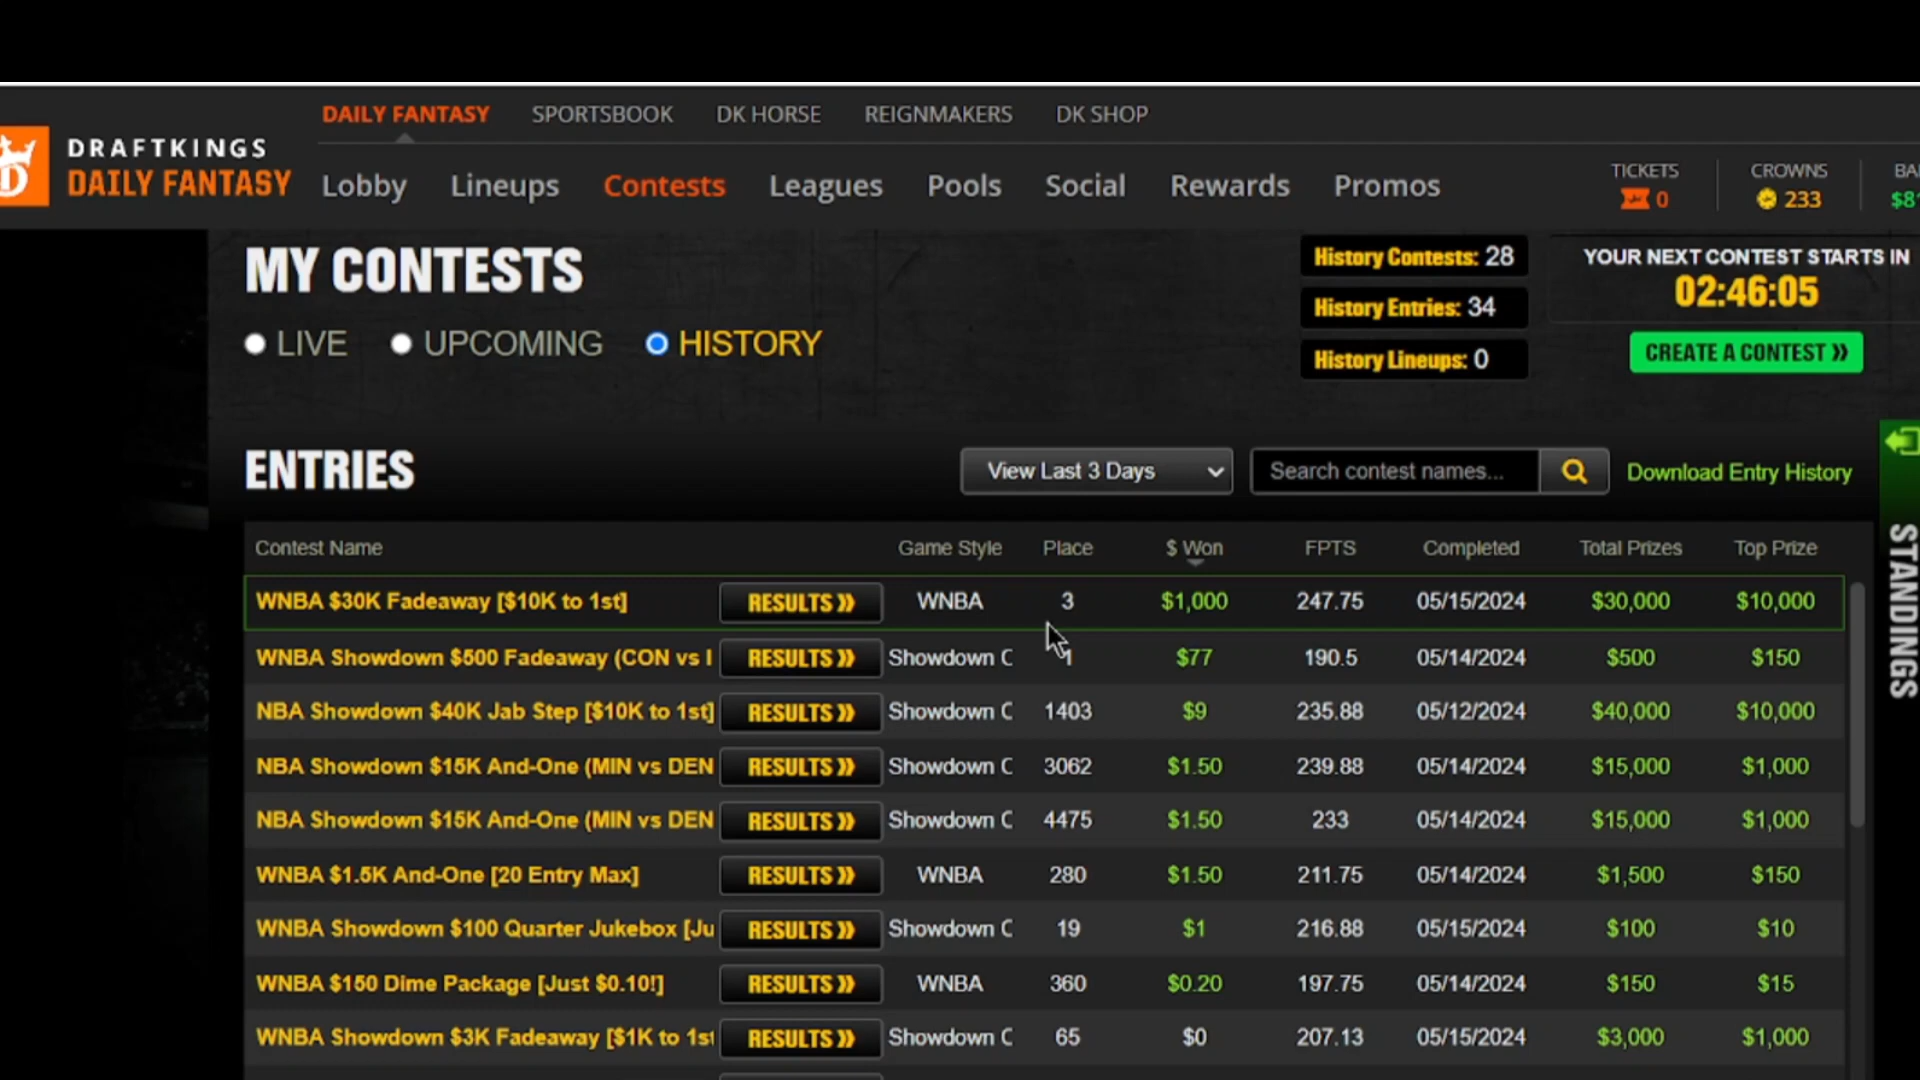 DAILY FANTASY SPORTSBOOK DK HORSE REIGNMAKERS DK SHOP
DRAFTKINGS
DAILY FANTASY
Lobby Lineups Contests Leagues Pools Social Rewards Promos
TICKETS CROWNS BA
0 233 $81
MY CONTESTS
LIVE UPCOMING HISTORY
History Contests: 28
History Entries: 34
History Lineups: 0
YOUR NEXT CONTEST STARTS IN
02:46:05
CREATE A CONTEST »
ENTRIES
View Last 3 Days Search contest names... Download Entry History
STANDINGS
Contest Name Game Style Place $ Won FPTS Completed Total Prizes Top Prize
WNBA $30K Fadeaway [$10K to 1st] RESULTS » WNBA 3 $1,000 247.75 05/15/2024 $30,000 $10,000
WNBA Showdown $500 Fadeaway (CON vs I RESULTS » Showdown C 1 $77 190.5 05/14/2024 $500 $150
NBA Showdown $40K Jab Step [$10K to 1st] RESULTS » Showdown C 1403 $9 235.88 05/12/2024 $40,000 $10,000
NBA Showdown $15K And-One (MIN vs DEN RESULTS » Showdown C 3062 $1.50 239.88 05/14/2024 $15,000 $1,000
NBA Showdown $15K And-One (MIN vs DEN RESULTS » Showdown C 4475 $1.50 233 05/14/2024 $15,000 $1,000
WNBA $1.5K And-One [20 Entry Max] RESULTS » WNBA 280 $1.50 211.75 05/14/2024 $1,500 $150
WNBA Showdown $100 Quarter Jukebox [Ju RESULTS » Showdown C 19 $1 216.88 05/15/2024 $100 $10
WNBA $150 Dime Package [Just $0.10!] RESULTS » WNBA 360 $0.20 197.75 05/14/2024 $150 $15
WNBA Showdown $3K Fadeaway [$1K to 1st RESULTS » Showdown C 65 $0 207.13 05/15/2024 $3,000 $1,000